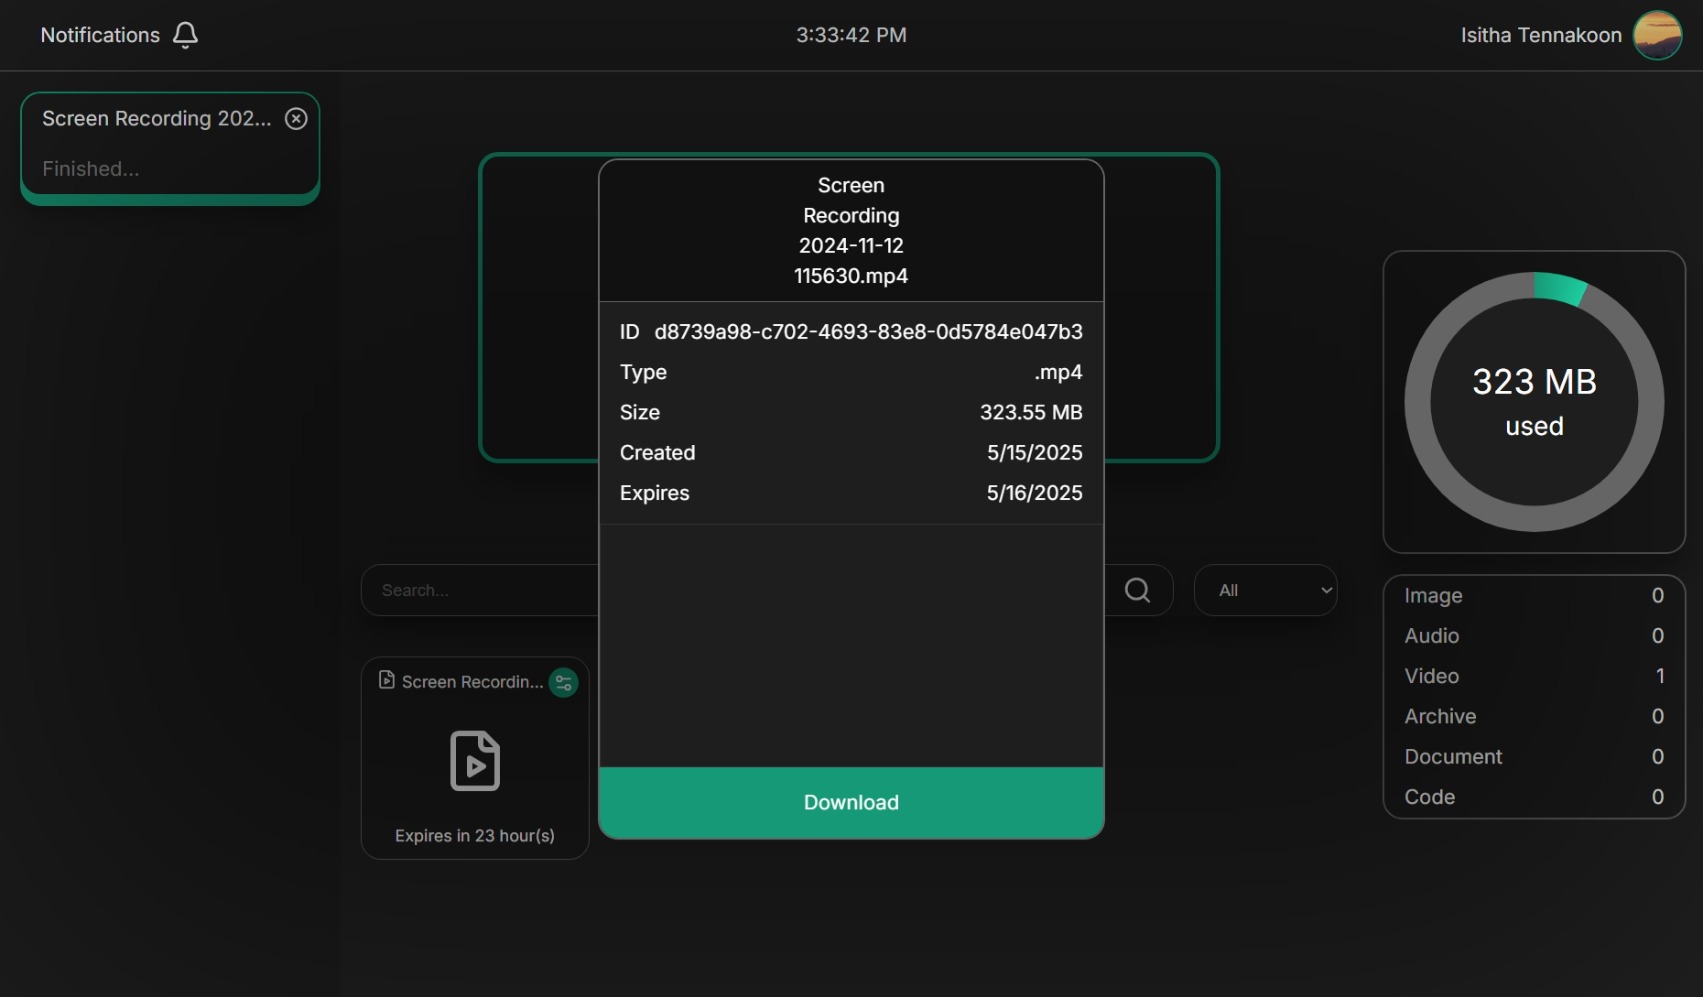 Notifications
3:33:42 PM
Isitha Tennakoon
Screen Recording 202...
Finished...
Screen
Recording
2024-11-12
115630.mp4
ID d8739a98-c702-4693-83e8-0d5784e047b3
Type .mp4
Size 323.55 MB
Created 5/15/2025
Expires 5/16/2025
Download
Search...
All
Screen Recordin...
Expires in 23 hour(s)
323 MB
used
Image 0
Audio 0
Video 1
Archive 0
Document 0
Code 0